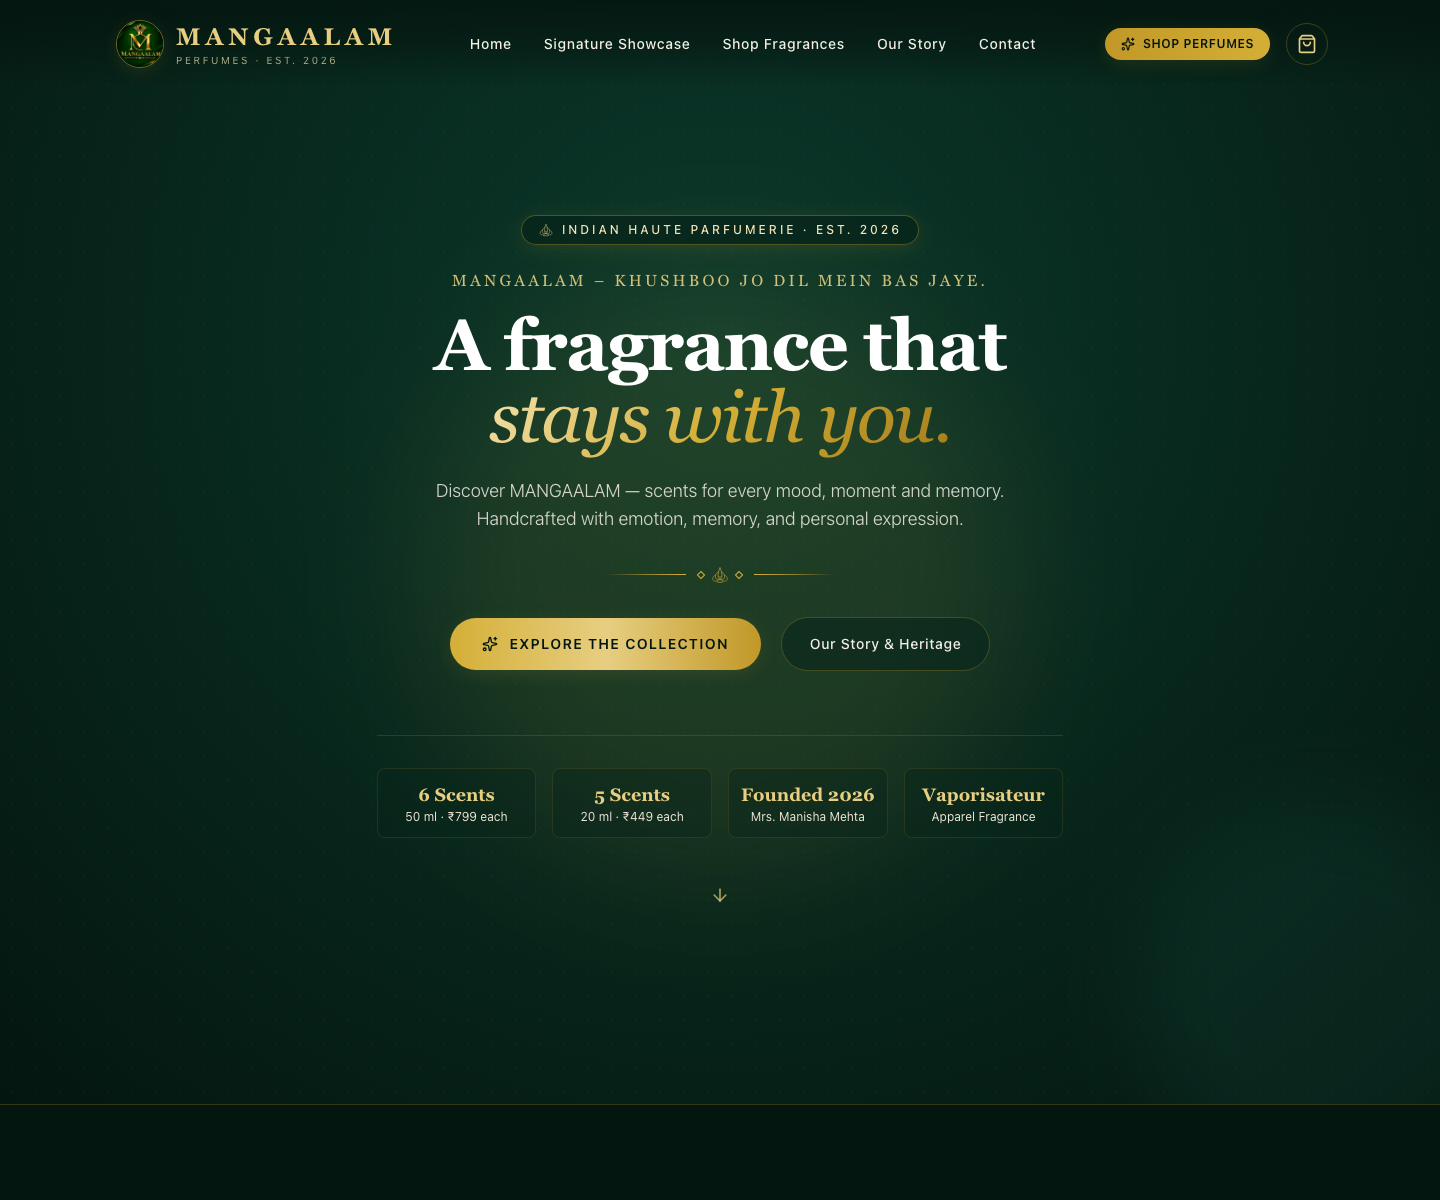 MANGAALAM
MANGAALAM
PERFUMES · EST. 2026
Home
Signature Showcase
Shop Fragrances
Our Story
Contact
SHOP PERFUMES
INDIAN HAUTE PARFUMERIE · EST. 2026
MANGAALAM – KHUSHBOO JO DIL MEIN BAS JAYE.
A fragrance that
stays with you.
Discover MANGAALAM — scents for every mood, moment and memory.
Handcrafted with emotion, memory, and personal expression.
EXPLORE THE COLLECTION
Our Story & Heritage
6 Scents
50 ml · ₹799 each
5 Scents
20 ml · ₹449 each
Founded 2026
Mrs. Manisha Mehta
Vaporisateur
Apparel Fragrance